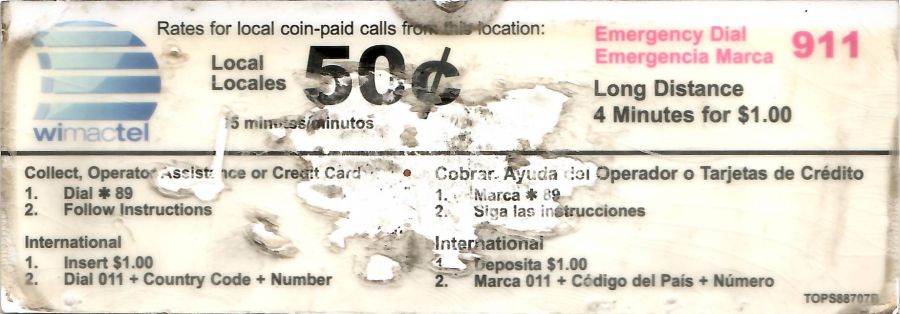 Rates for local coin-paid calls from this location:
Emergency Dial
Emergencia Marca
911
Local
Locales
50¢
15 minutes/minutos
Long Distance
4 Minutes for $1.00
wimactel
Collect, Operator Assistance or Credit Card
1. Dial ✱ 89
2. Follow Instructions
International
1. Insert $1.00
2. Dial 011 + Country Code + Number
Cobrar, Ayuda del Operador o Tarjetas de Crédito
1. Marca ✱ 89
2. Siga las instrucciones
International
1. Deposita $1.00
2. Marca 011 + Código del País + Número
TOPS88707B